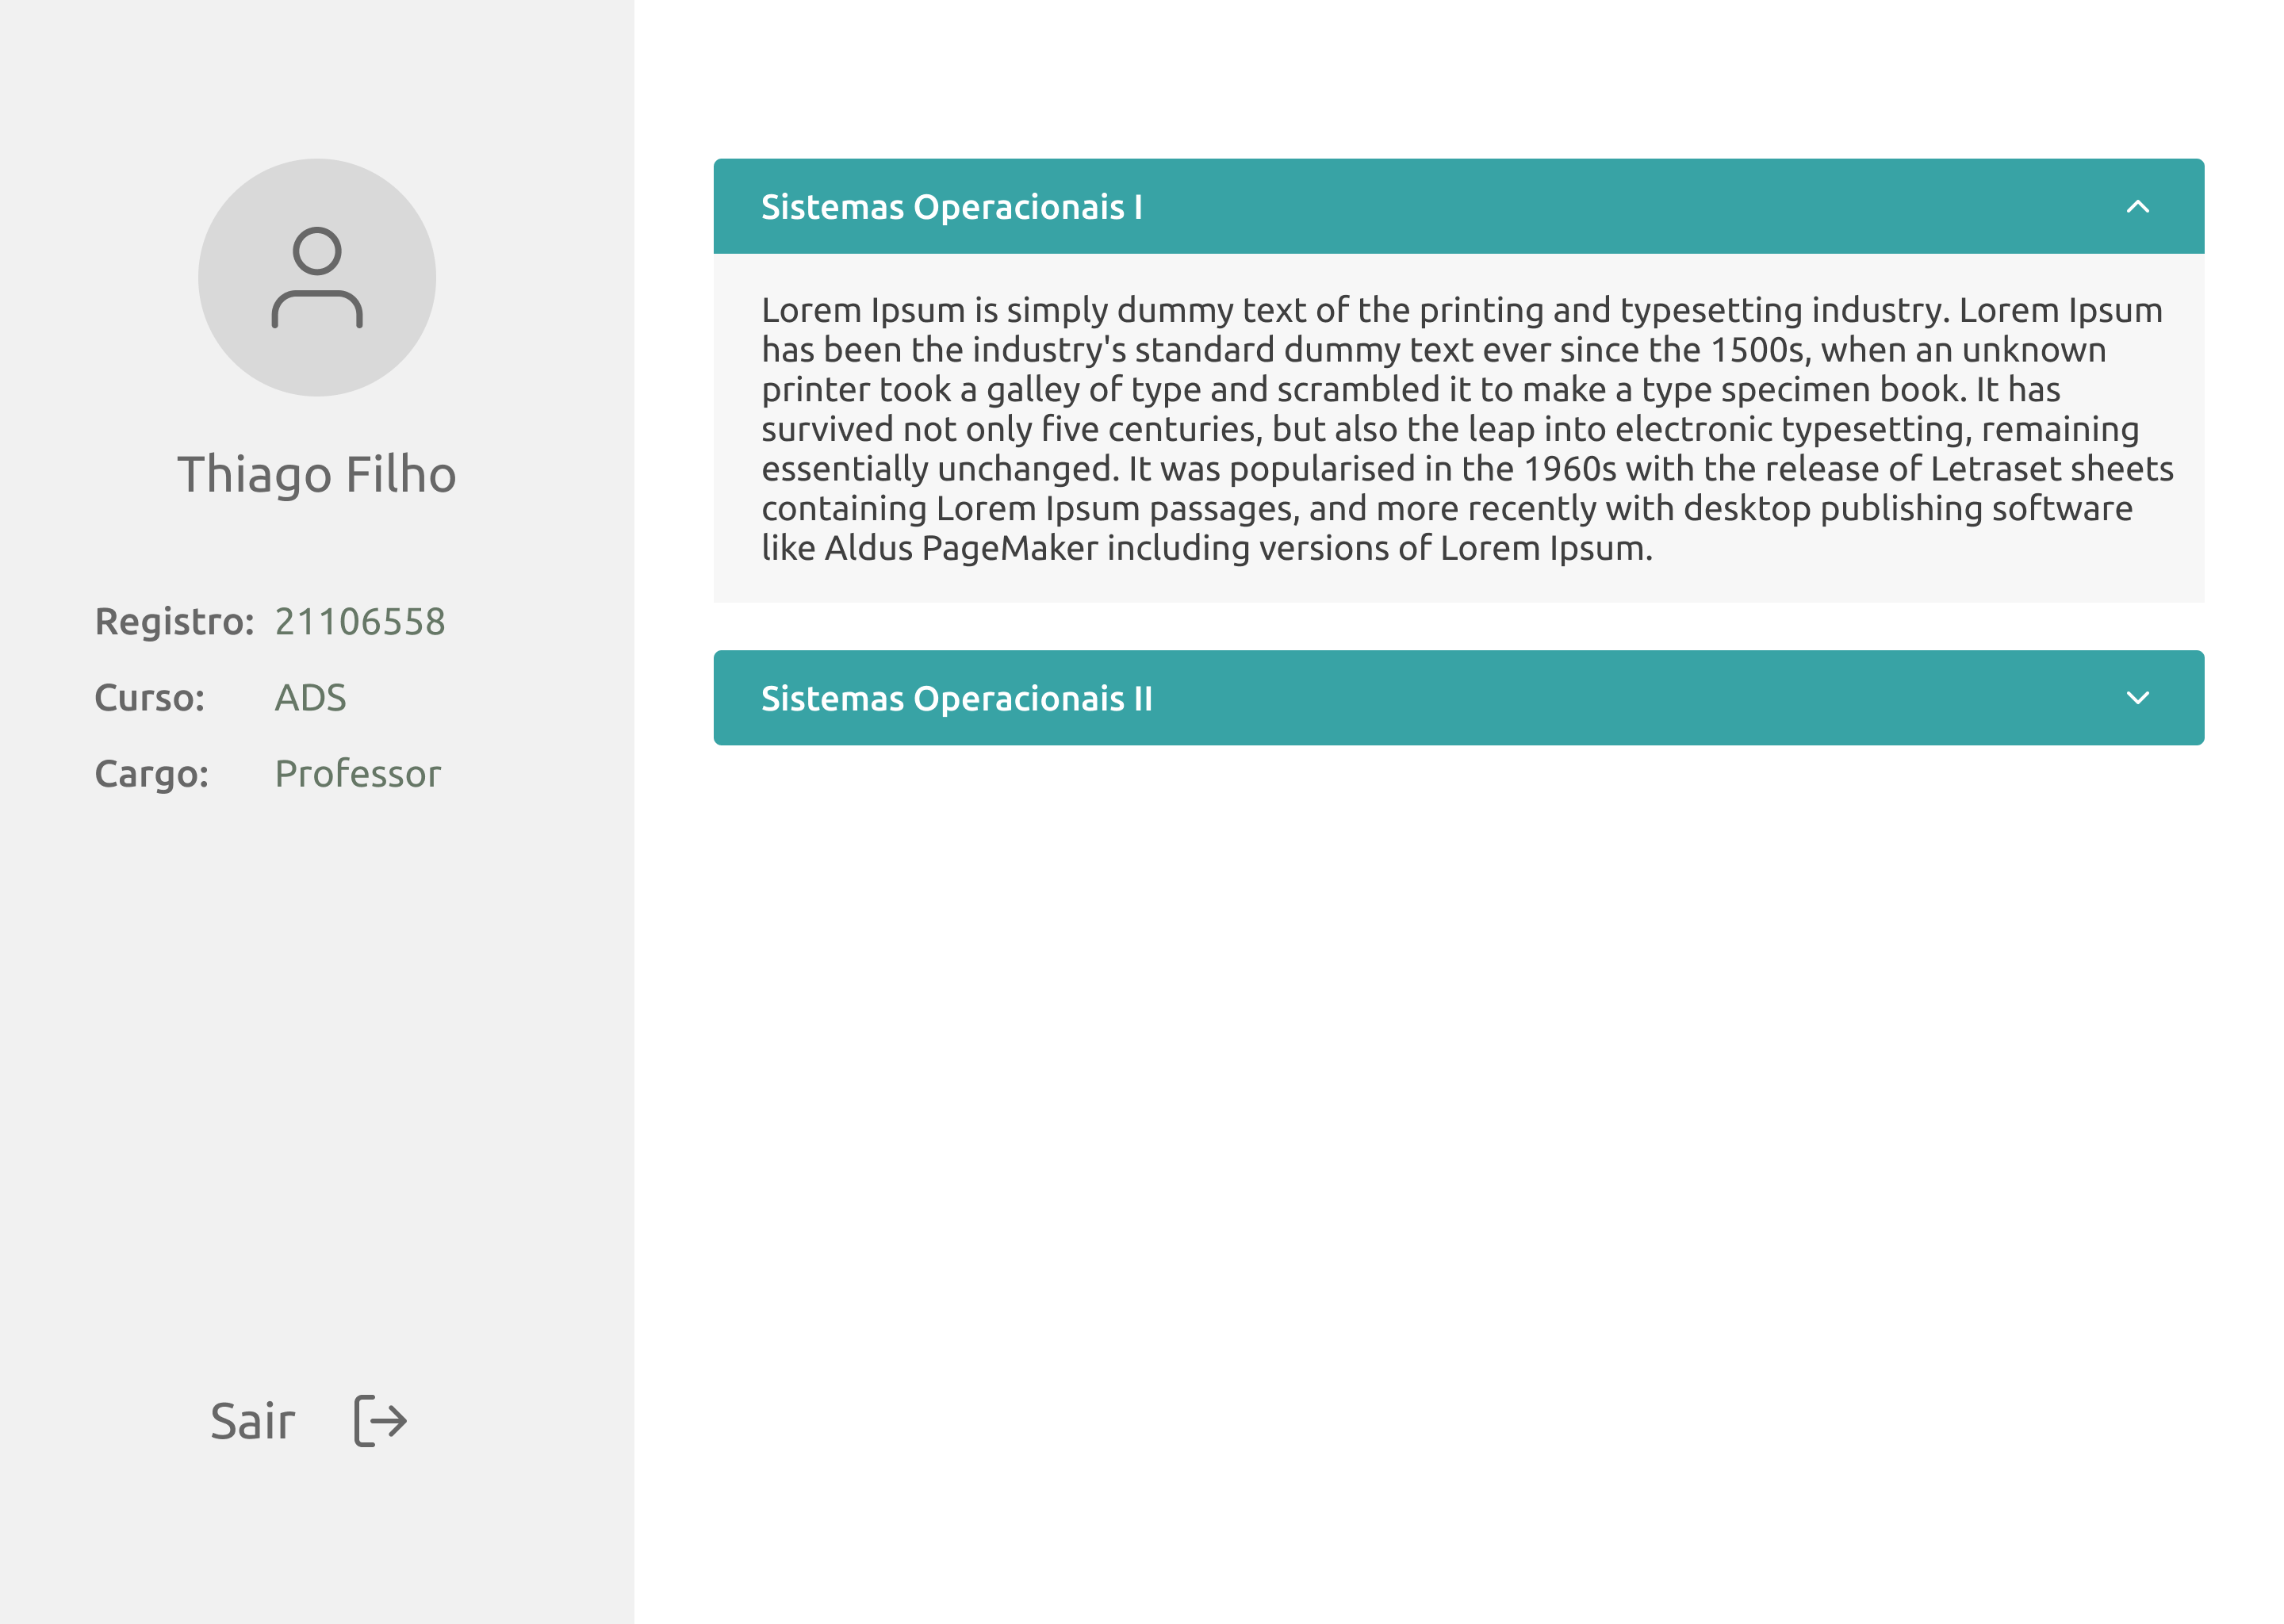 Thiago Filho
Registro: 21106558
Curso: ADS
Cargo: Professor
Sair
Sistemas Operacionais I
Lorem Ipsum is simply dummy text of the printing and typesetting industry. Lorem Ipsum
has been the industry's standard dummy text ever since the 1500s, when an unknown
printer took a galley of type and scrambled it to make a type specimen book. It has
survived not only five centuries, but also the leap into electronic typesetting, remaining
essentially unchanged. It was popularised in the 1960s with the release of Letraset sheets
containing Lorem Ipsum passages, and more recently with desktop publishing software
like Aldus PageMaker including versions of Lorem Ipsum.
Sistemas Operacionais II